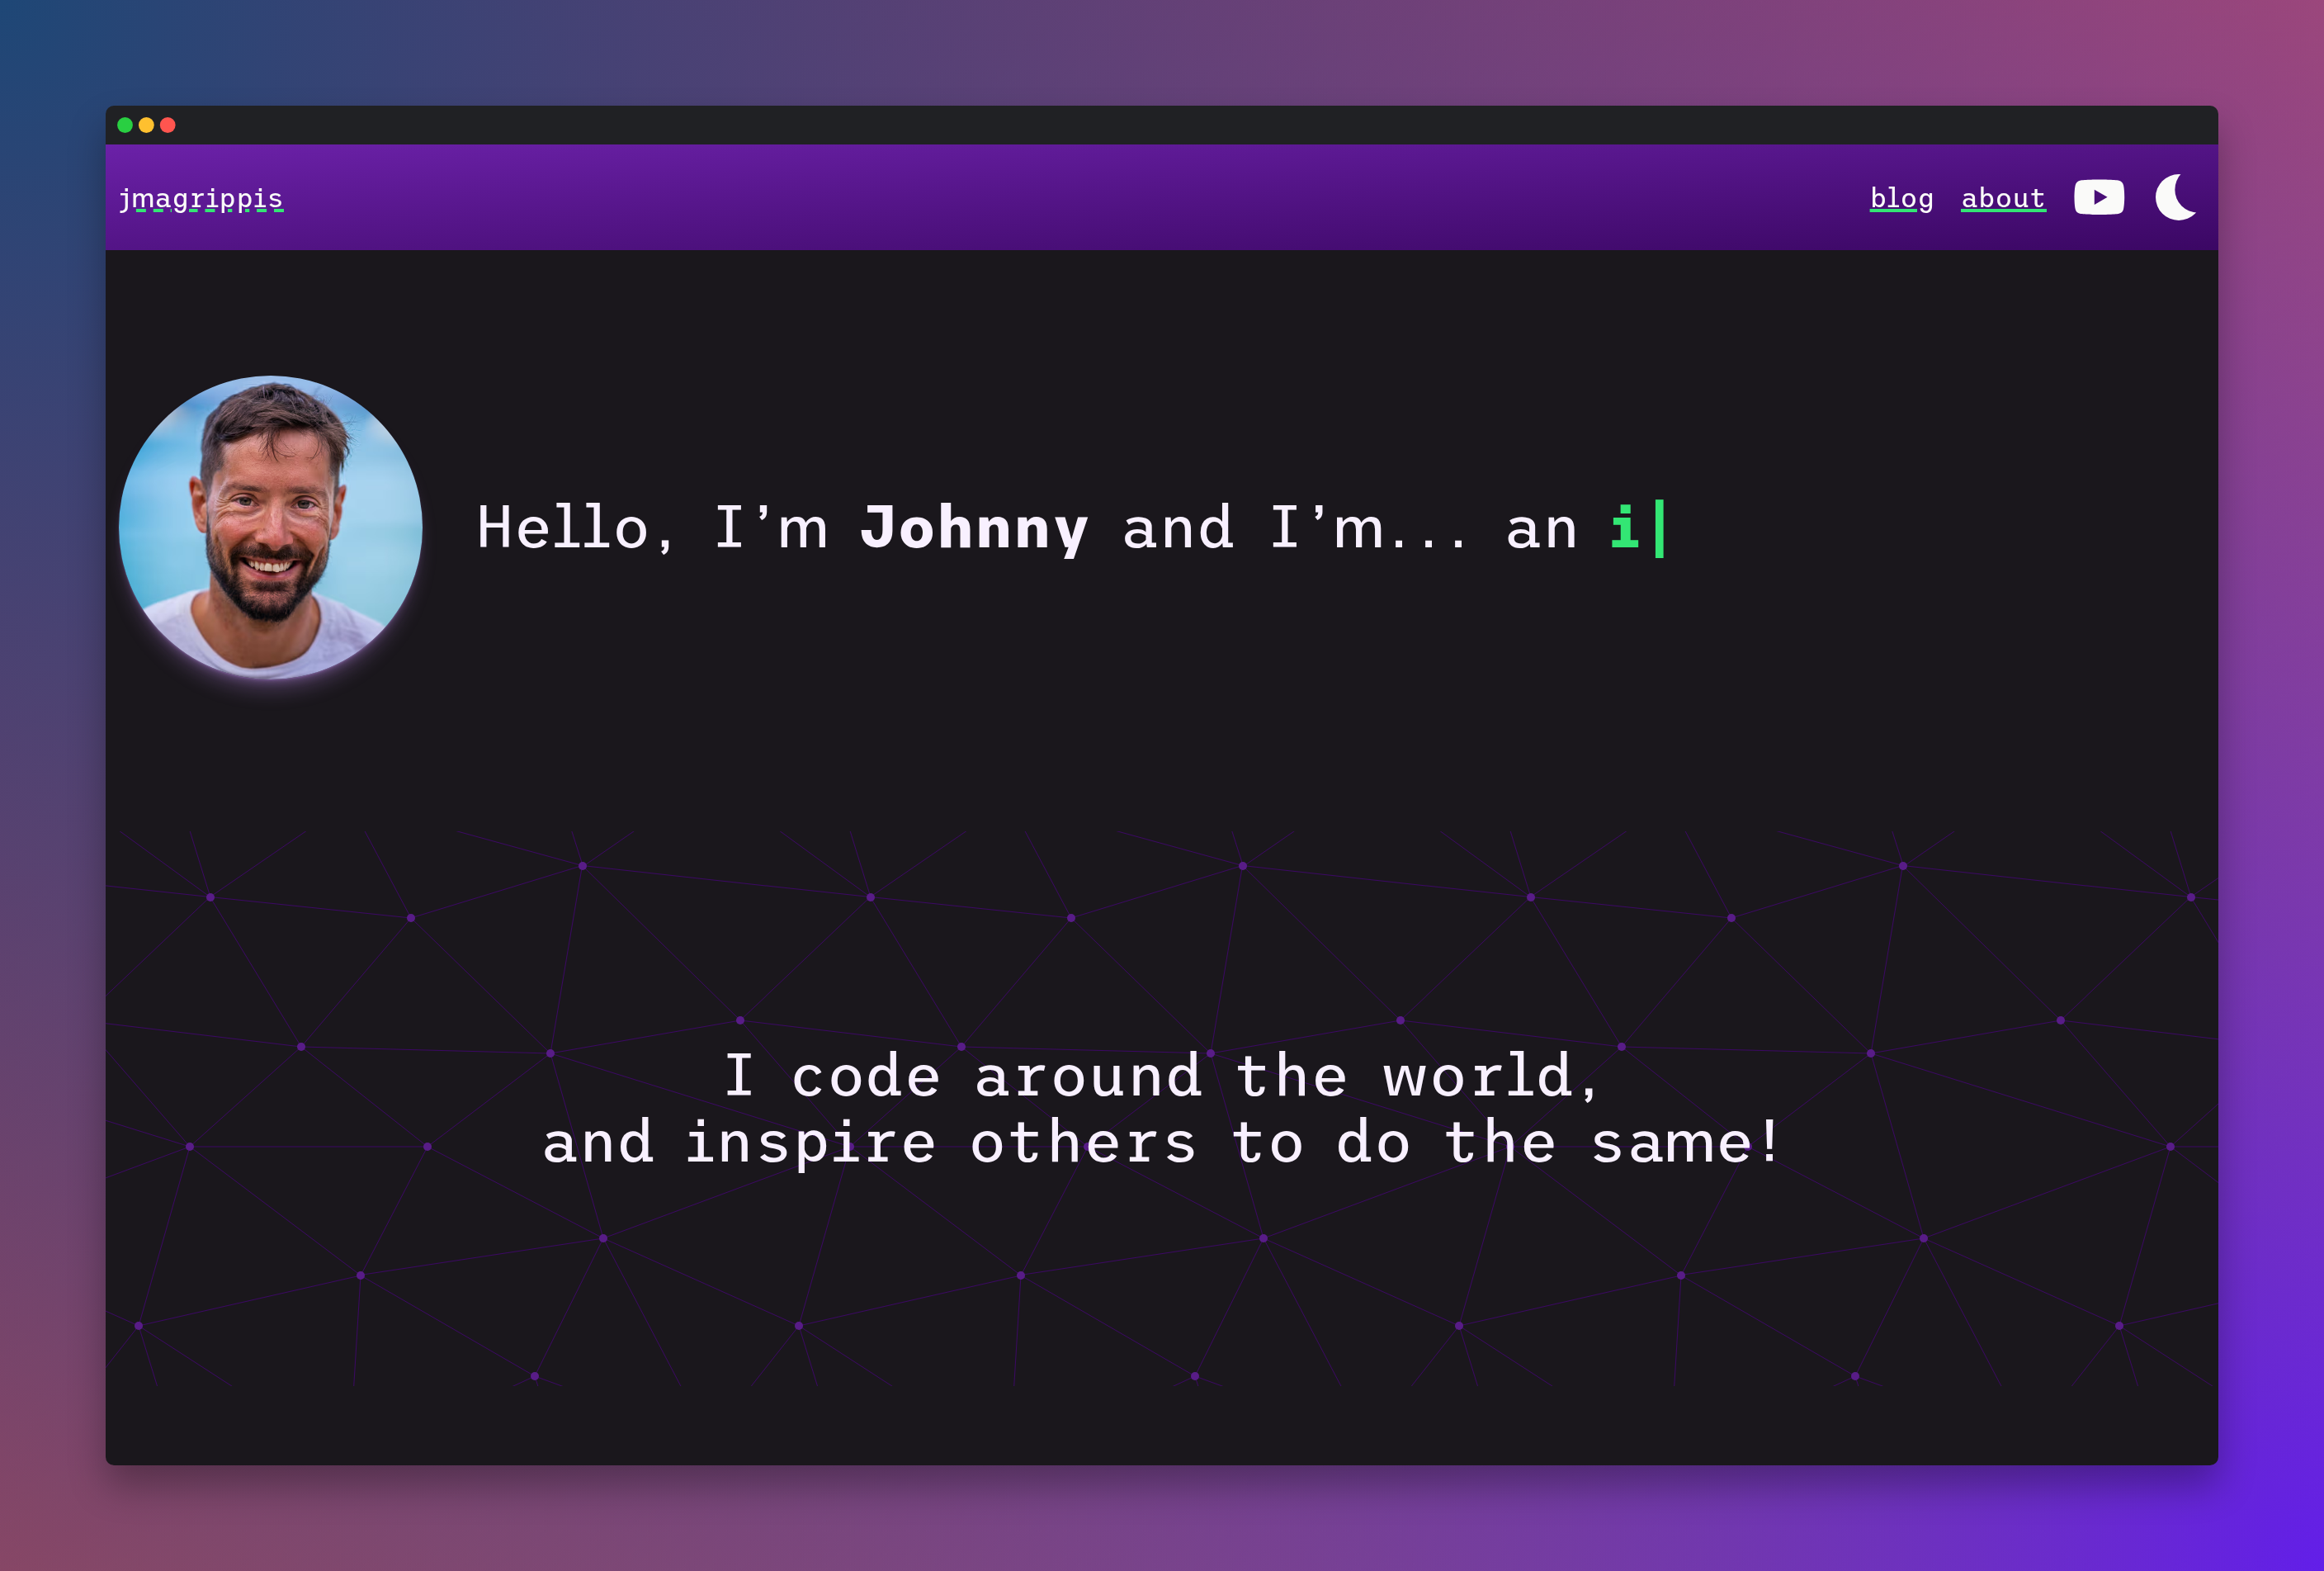 jmagrippis
blog about
Hello, I’m Johnny and I’m... an i
I code around the world,
and inspire others to do the same!